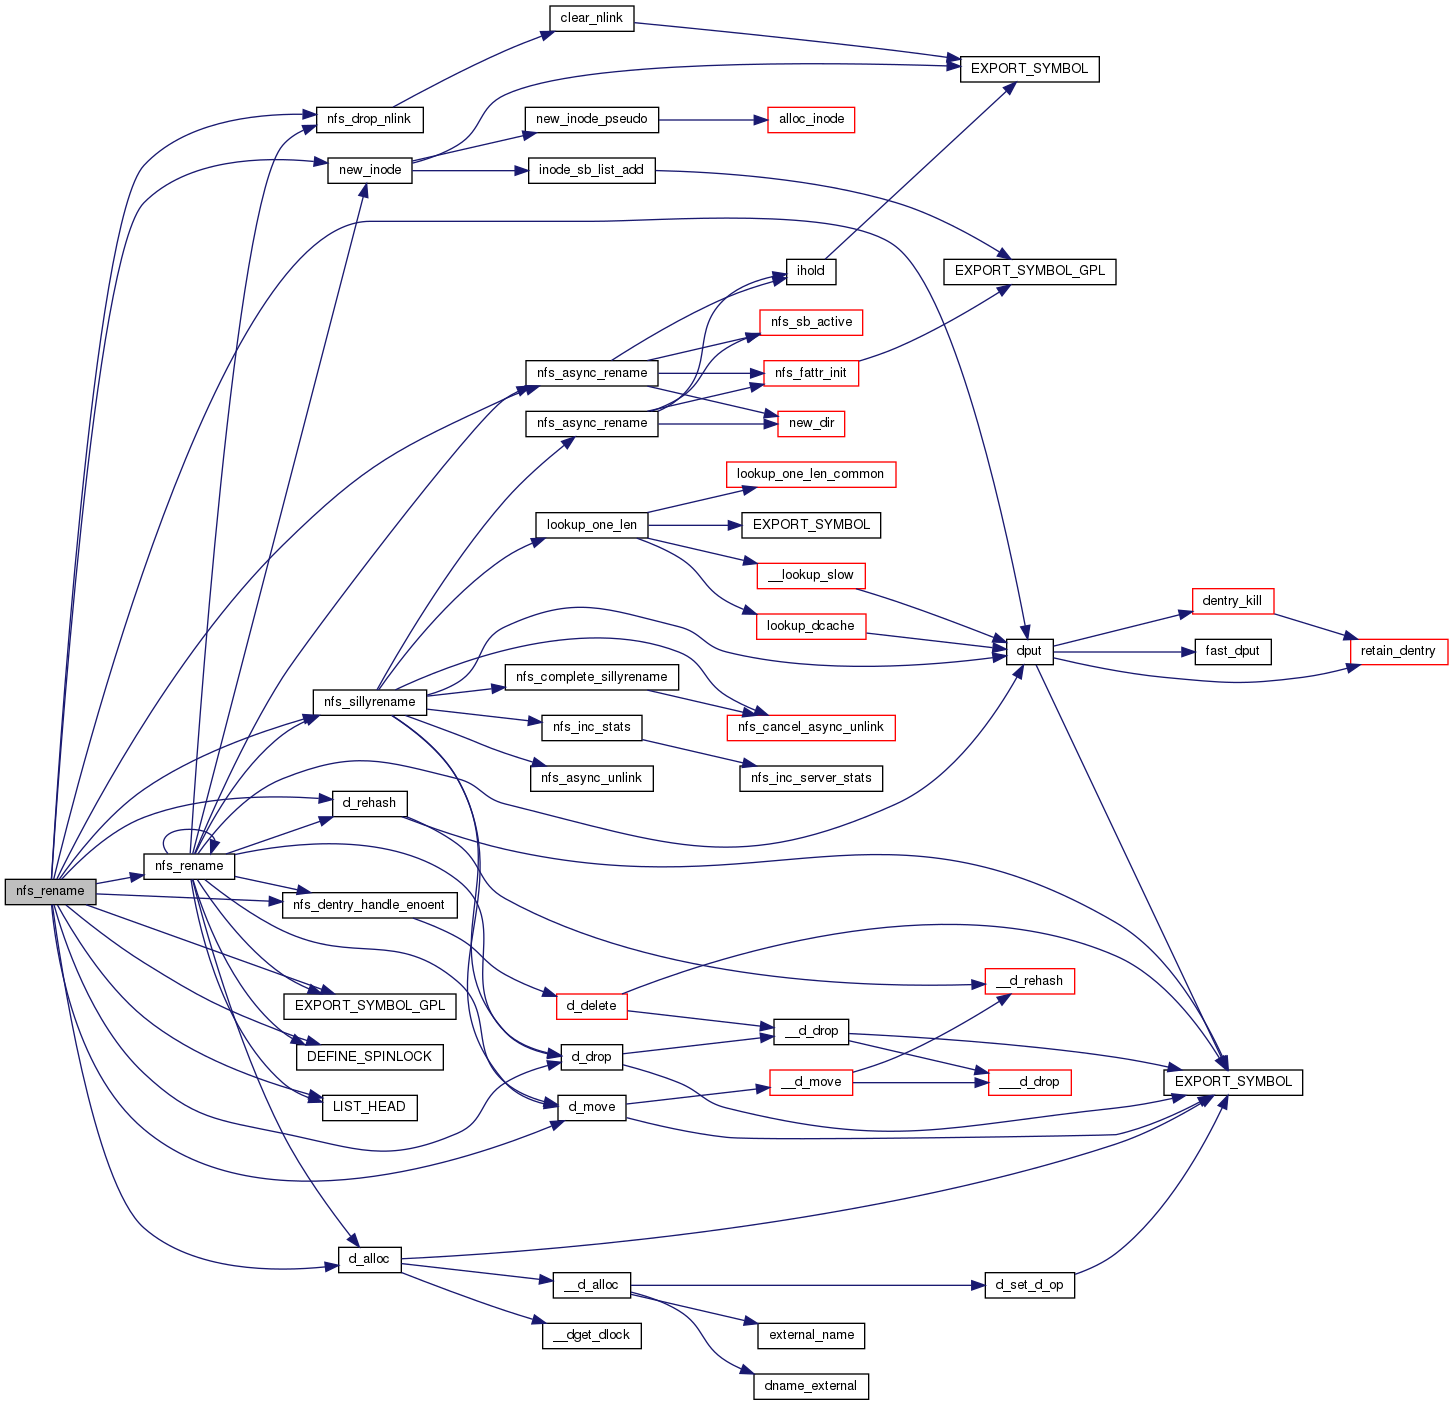 clear_nlink
EXPORT_SYMBOL
nfs_drop_nlink
new_inode_pseudo
alloc_inode
new_inode
inode_sb_list_add
ihold
EXPORT_SYMBOL_GPL
nfs_sb_active
nfs_async_rename
nfs_fattr_init
nfs_async_rename
new_dir
lookup_one_len_common
lookup_one_len
EXPORT_SYMBOL
__lookup_slow
dentry_kill
lookup_dcache
dput
fast_dput
retain_dentry
nfs_complete_sillyrename
nfs_sillyrename
nfs_inc_stats
nfs_cancel_async_unlink
nfs_async_unlink
nfs_inc_server_stats
d_rehash
nfs_rename
nfs_rename
nfs_dentry_handle_enoent
__d_rehash
EXPORT_SYMBOL_GPL
d_delete
__d_drop
DEFINE_SPINLOCK
d_drop
__d_move
___d_drop
EXPORT_SYMBOL
LIST_HEAD
d_move
d_alloc
__d_alloc
d_set_d_op
__dget_dlock
external_name
dname_external